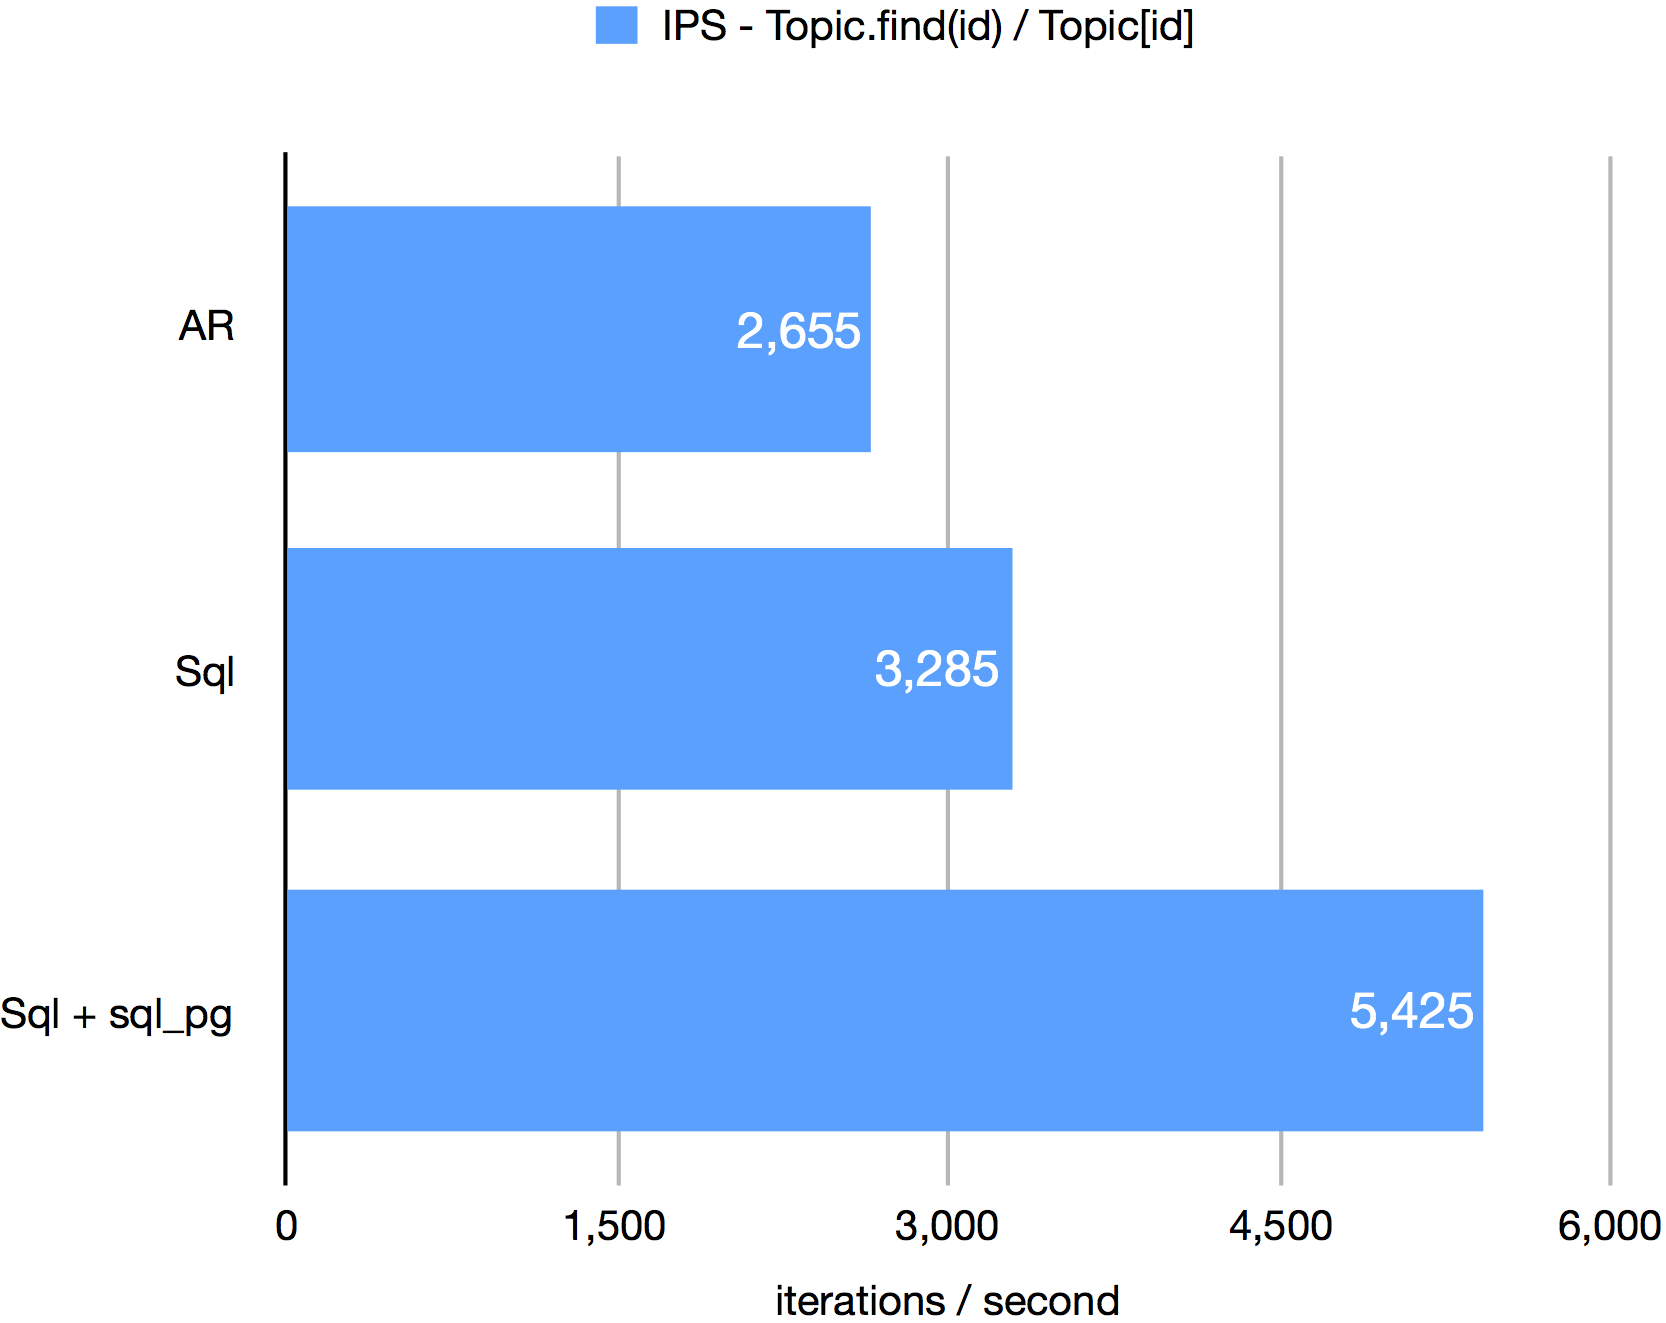 IPS - Topic.find(id) / Topic[id]
AR
2,655
Sql
3,285
Sql + sql_pg
5,425
0 1,500 3,000 4,500 6,000
iterations / second